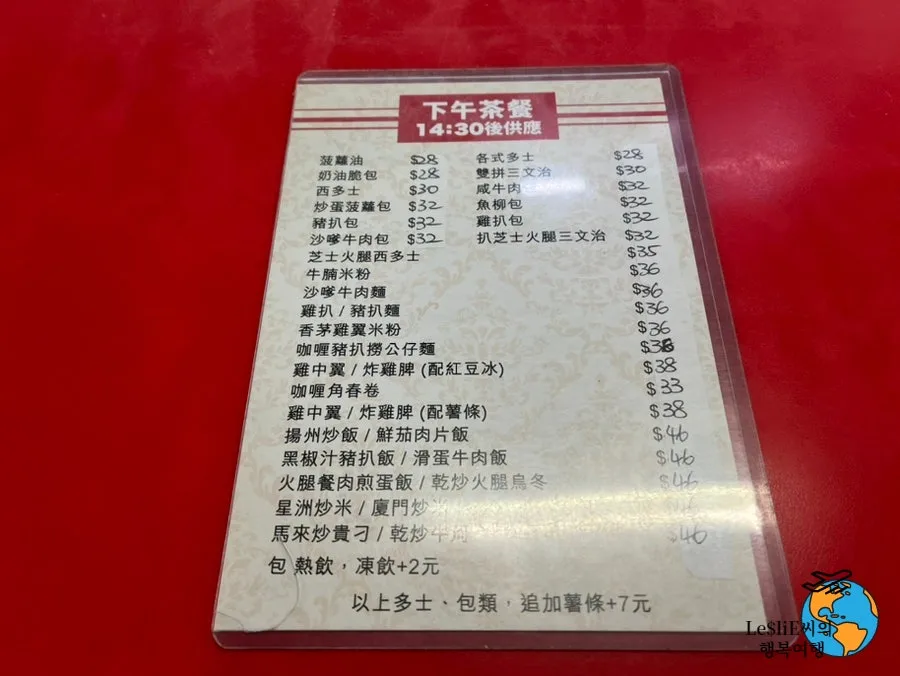 下午茶餐
14:30後供應
菠蘿油 $28 各式多士 $28
奶油脆包 $28 雙拼三文治 $30
西多士 $30 咸牛肉 $32
炒蛋菠蘿包 $32 魚柳包 $32
豬扒包 $32 雞扒包 $32
沙嗲牛肉包 $32 扒芝士火腿三文治 $32
芝士火腿西多士 $35
牛腩米粉 $36
沙嗲牛肉麵 $36
雞扒 / 豬扒麵 $36
香茅雞翼米粉 $36
咖喱豬扒撈公仔麵
雞中翼 / 炸雞脾 (配紅豆冰) $38
咖喱角春卷 $33
雞中翼 / 炸雞脾 (配薯條) $38
揚州炒飯 / 鮮茄肉片飯 $46
黑椒汁豬扒飯 / 滑蛋牛肉飯 $46
火腿餐肉煎蛋飯 / 乾炒火腿烏冬 $46
星洲炒米 / 廈門炒米
馬來炒貴刁 / 乾炒牛河 $46
包 熱飲，凍飲+2元
以上多士、包類，追加薯條+7元
Le$liE씨의
행복여행